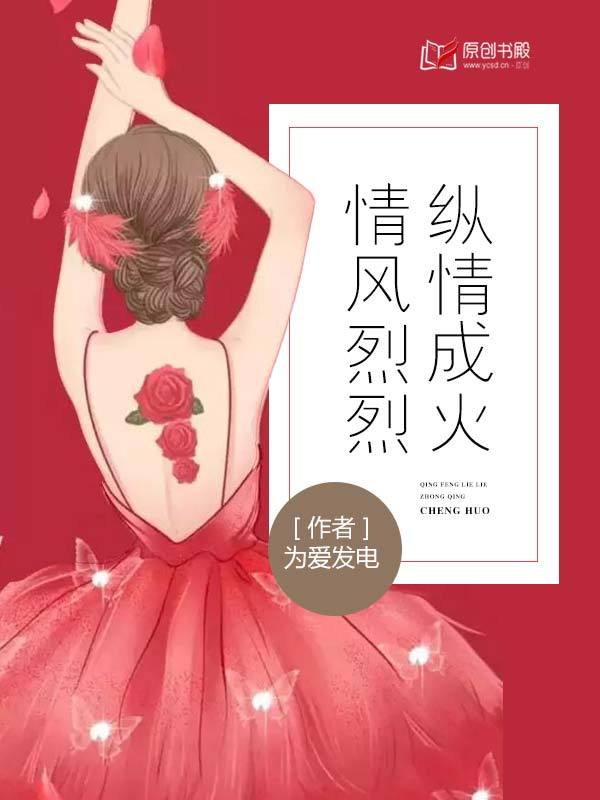 原创书殿
www.ycsd.cn - 原创
情风烈烈
纵情成火
QING FENG LIE LIE
ZHONG QING
CHENG HUO
[ 作者 ]
为爱发电